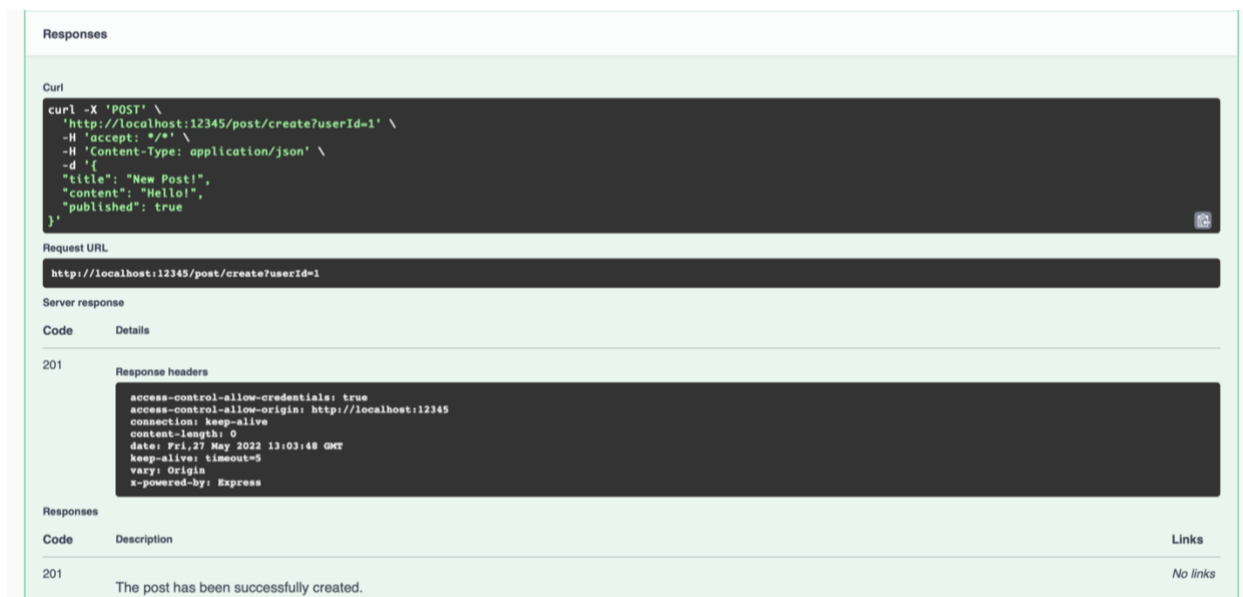 Responses
Curl
curl -X 'POST' \
'http://localhost:12345/post/create?userId=1' \
-H 'accept: */*' \
-H 'Content-Type: application/json' \
-d '{
"title": "New Post!",
"content": "Hello!",
"published": true
}'
Request URL
http://localhost:12345/post/create?userId=1
Server response
Code Details
201
Response headers
access-control-allow-credentials: true
access-control-allow-origin: http://localhost:12345
connection: keep-alive
content-length: 0
date: Fri,27 May 2022 13:03:48 GMT
keep-alive: timeout=5
vary: Origin
x-powered-by: Express
Responses
Code Description Links
201 No links
The post has been successfully created.